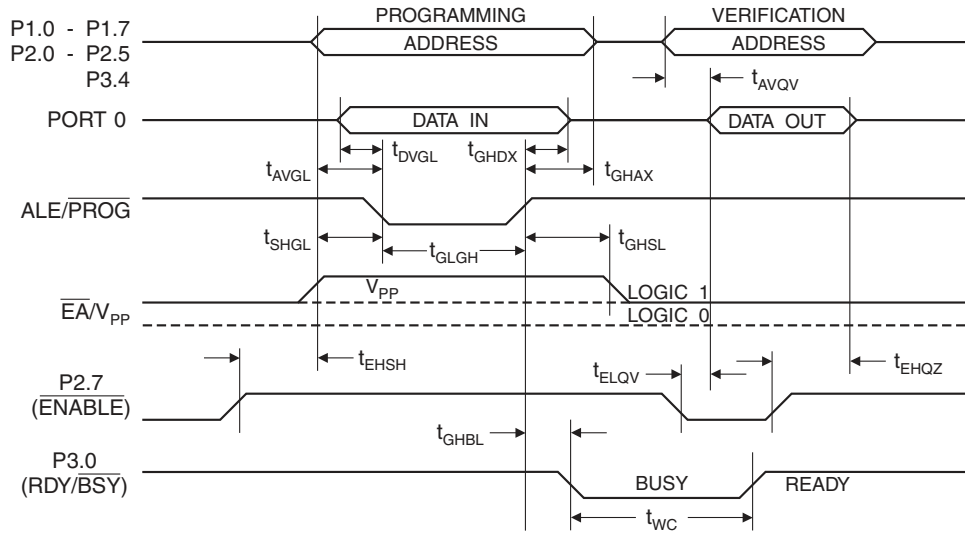 PROGRAMMING
VERIFICATION
P1.0 - P1.7
P2.0 - P2.5
P3.4
ADDRESS
ADDRESS
tAVQV
PORT 0
DATA IN
DATA OUT
tDVGL
tGHDX
tAVGL
tGHAX
ALE/PROG
tSHGL
tGLGH
tGHSL
VPP
LOGIC 1
EA/VPP
LOGIC 0
tEHSH
tELQV
tEHQZ
P2.7
(ENABLE)
tGHBL
P3.0
(RDY/BSY)
BUSY
READY
tWC